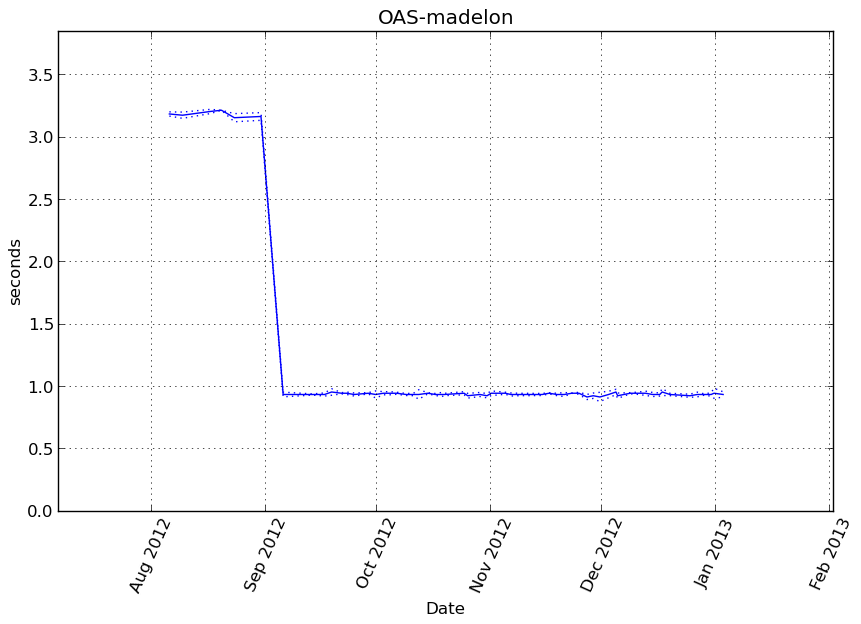 OAS-madelon
3.5
3.0
2.5
2.0
1.5
1.0
0.5
0.0
seconds
Aug 2012
Sep 2012
Oct 2012
Nov 2012
Dec 2012
Jan 2013
Feb 2013
Date